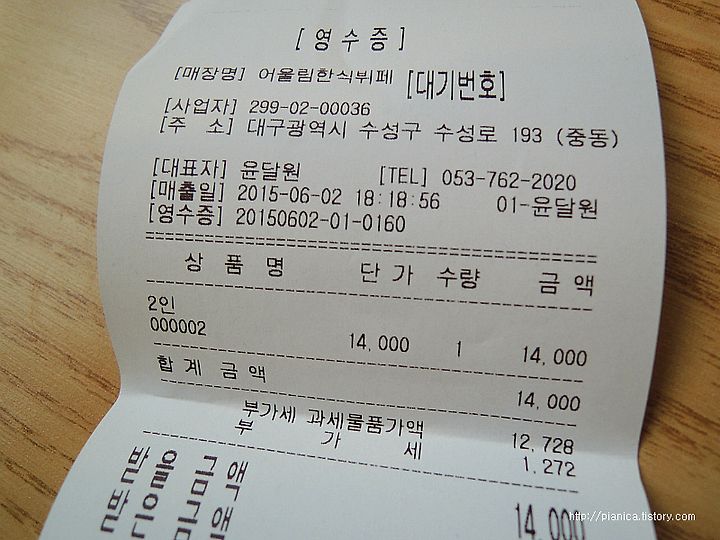 [영수증]
[매장명] 어울림한식뷔페 [대기번호]
[사업자] 299-02-00036
[주 소] 대구광역시 수성구 수성로 193 (중동)
[대표자] 윤달원 [TEL] 053-762-2020
[매출일] 2015-06-02 18:18:56 01-윤달원
[영수증] 20150602-01-0160
상 품 명 단 가 수량 금 액
2인
000002 14,000 1 14,000
합 계 금 액 14,000
부가세 과세물품가액 12,728
부 가 세 1,272
받 을 금 액 14,000
받 은 금 액
http://pianica.tistory.com